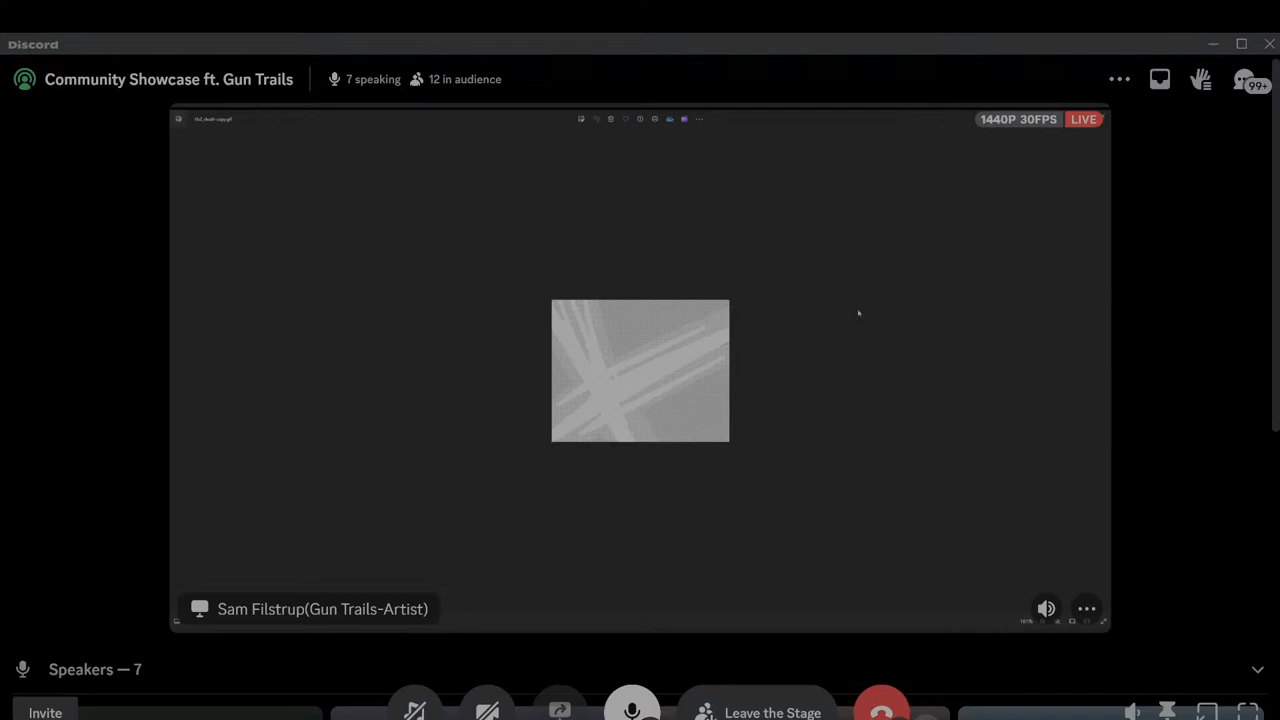 Discord
Community Showcase ft. Gun Trails
7 speaking
12 in audience
99+
1440P 30FPS
LIVE
Sam Filstrup(Gun Trails-Artist)
161%
Speakers — 7
Invite
Leave the Stage